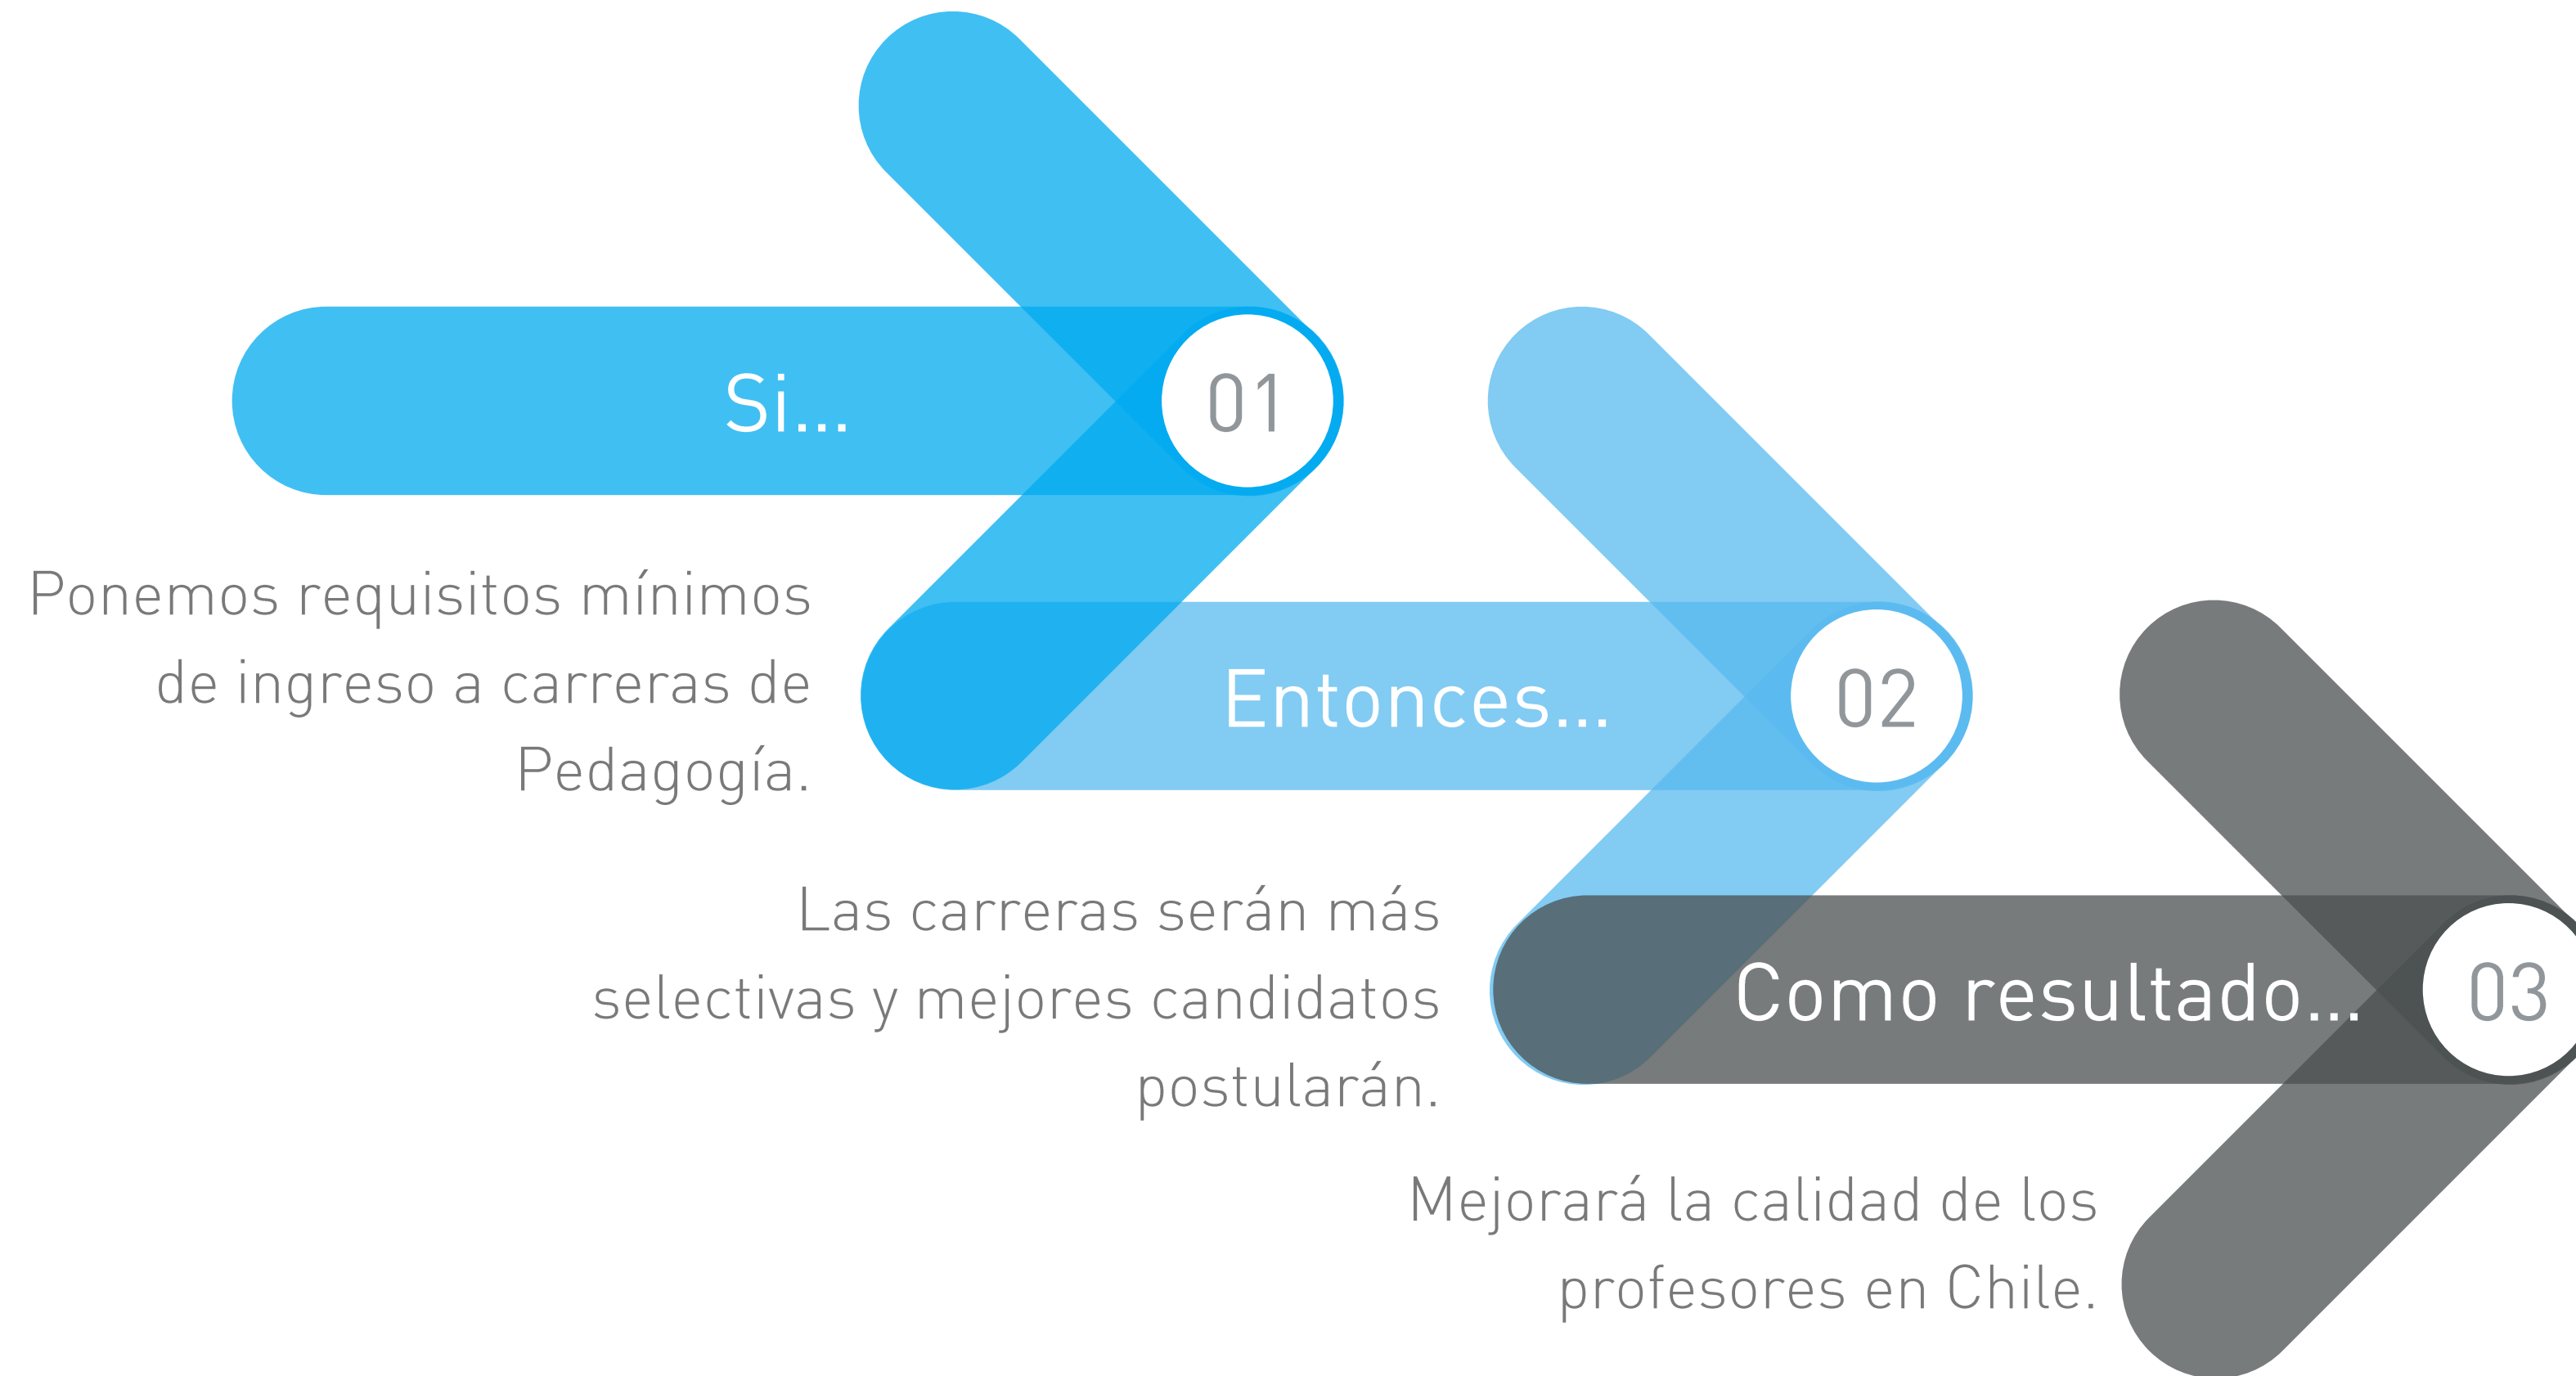 Si...
01
Ponemos requisitos mínimos
de ingreso a carreras de
Pedagogía.
Entonces...
02
Las carreras serán más
selectivas y mejores candidatos
postularán.
Como resultado...
03
Mejorará la calidad de los
profesores en Chile.